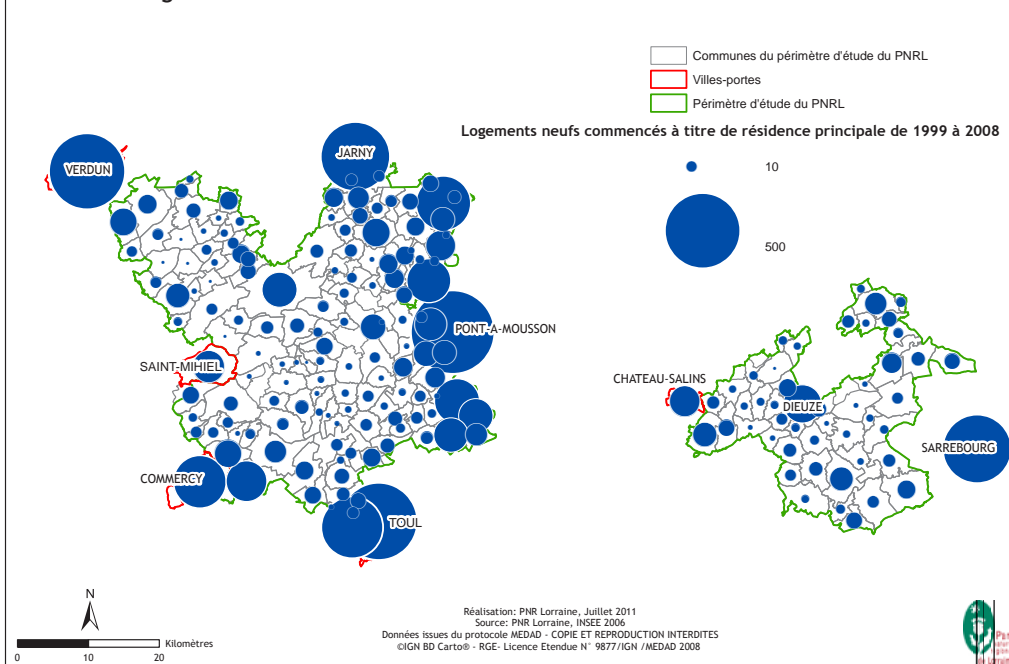 Communes du périmètre d'étude du PNRL
Villes-portes
Périmètre d'étude du PNRL
Logements neufs commencés à titre de résidence principale de 1999 à 2008
10
500
VERDUN
JARNY
PONT-A-MOUSSON
SAINT-MIHIEL
CHATEAU-SALINS
DIEUZE
SARREBOURG
COMMERCY
TOUL
N
Kilomètres
0 10 20
Réalisation: PNR Lorraine, Juillet 2011
Source: PNR Lorraine, INSEE 2006
Données issues du protocole MEDAD - COPIE ET REPRODUCTION INTERDITES
©IGN BD Carto® - RGE- Licence Etendue N° 9877/IGN /MEDAD 2008